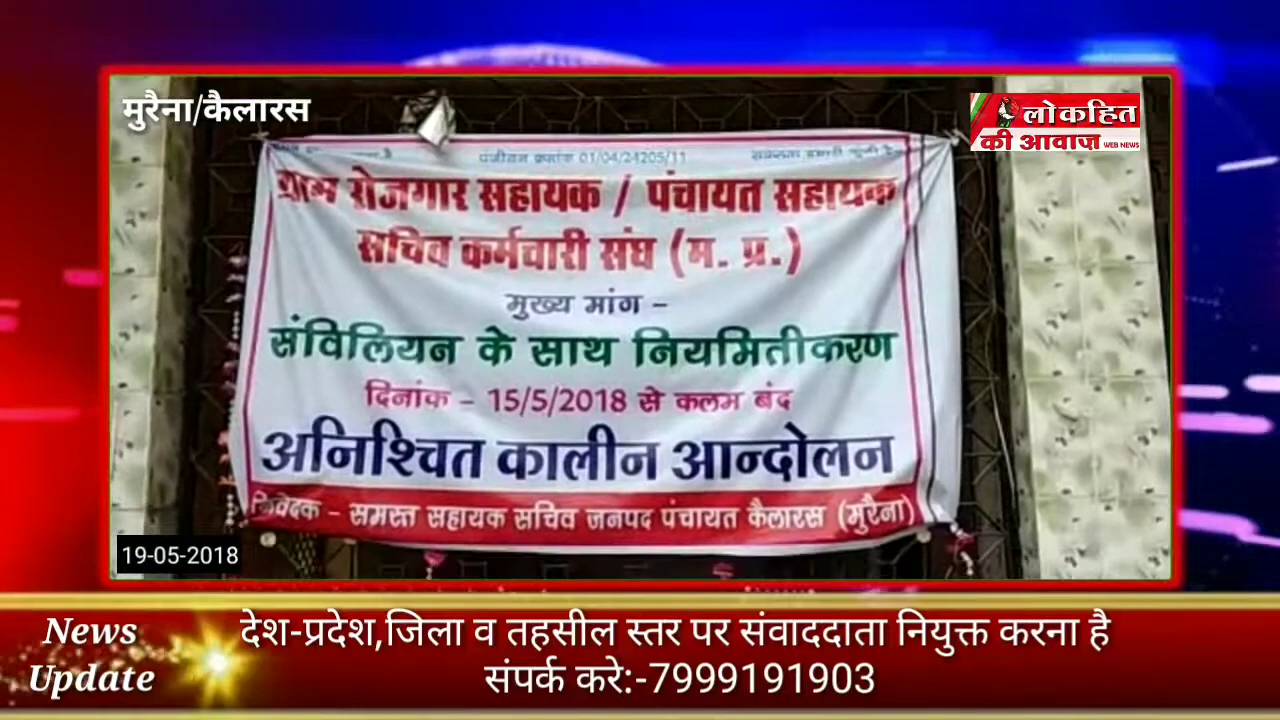 मुरैना/कैलारस
लोकहित
की आवाज़ WEB NEWS
पंजीयन क्रमांक 01/04/24205/11
ग्राम रोजगार सहायक / पंचायत सहायक
सचिव कर्मचारी संघ (म. प्र.)
मुख्य मांग -
संविलियन के साथ नियमितीकरण
दिनांक - 15/5/2018 से कलम बंद
अनिश्चित कालीन आन्दोलन
निवेदक - समस्त सहायक सचिव जनपद पंचायत कैलारस (मुरैना)
19-05-2018
News
Update
देश-प्रदेश,जिला व तहसील स्तर पर संवाददाता नियुक्त करना है
संपर्क करे:-7999191903